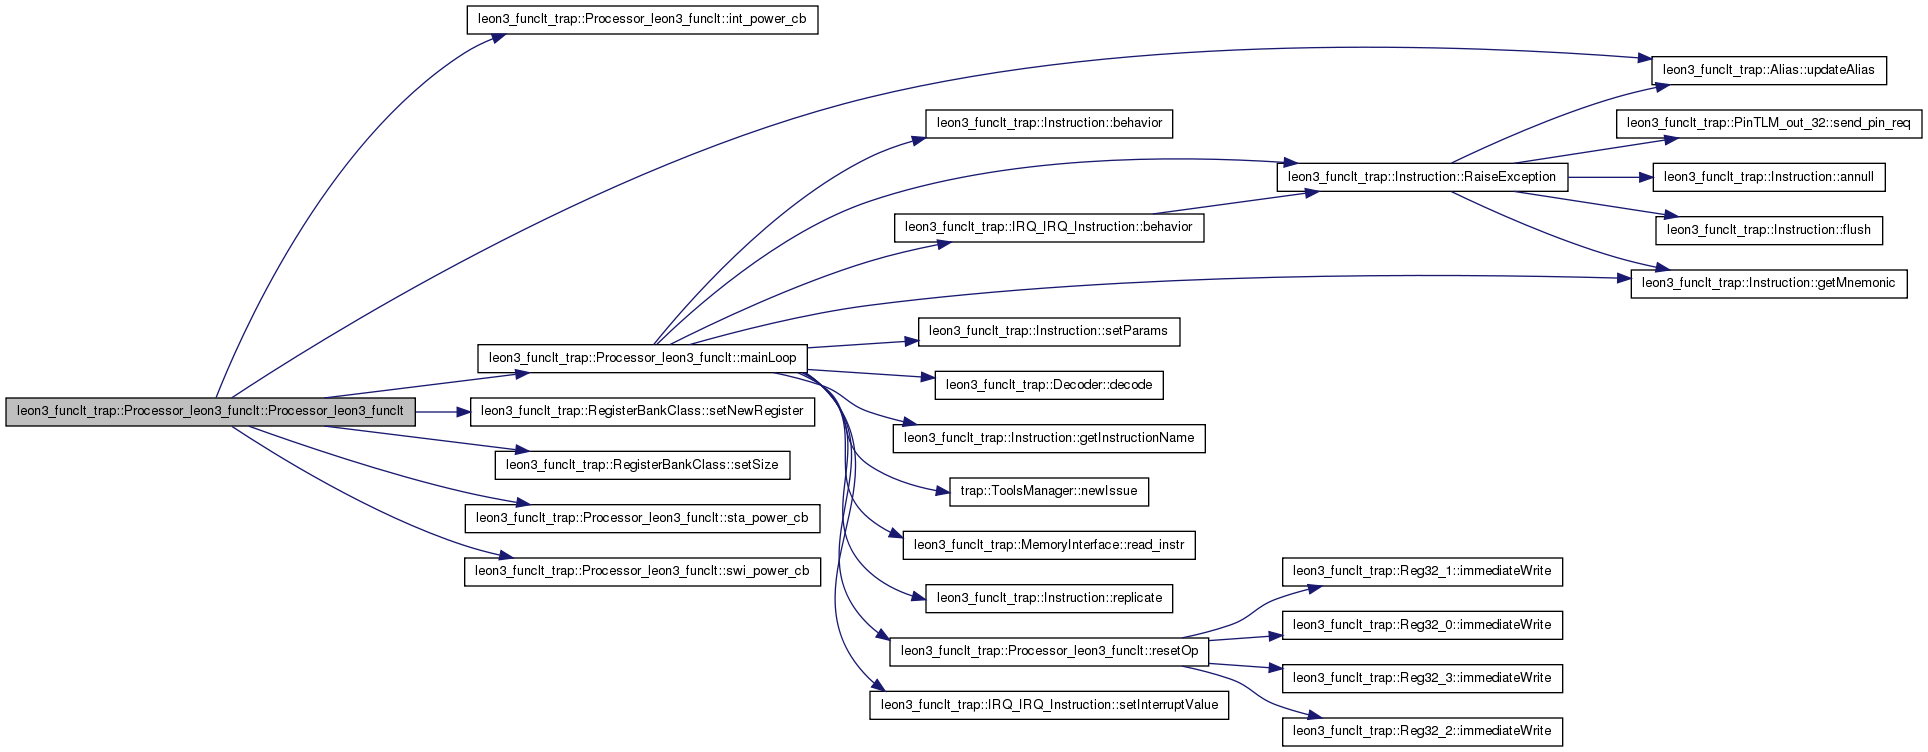 leon3_funclt_trap::Processor_leon3_funclt::int_power_cb
leon3_funclt_trap::Alias::updateAlias
leon3_funclt_trap::Instruction::behavior
leon3_funclt_trap::PinTLM_out_32::send_pin_req
leon3_funclt_trap::Instruction::RaiseException
leon3_funclt_trap::Instruction::annull
leon3_funclt_trap::IRQ_IRQ_Instruction::behavior
leon3_funclt_trap::Instruction::flush
leon3_funclt_trap::Instruction::getMnemonic
leon3_funclt_trap::Instruction::setParams
leon3_funclt_trap::Processor_leon3_funclt::mainLoop
leon3_funclt_trap::Decoder::decode
leon3_funclt_trap::Processor_leon3_funclt::Processor_leon3_funclt
leon3_funclt_trap::RegisterBankClass::setNewRegister
leon3_funclt_trap::Instruction::getInstructionName
leon3_funclt_trap::RegisterBankClass::setSize
trap::ToolsManager::newIssue
leon3_funclt_trap::Processor_leon3_funclt::sta_power_cb
leon3_funclt_trap::MemoryInterface::read_instr
leon3_funclt_trap::Processor_leon3_funclt::swi_power_cb
leon3_funclt_trap::Reg32_1::immediateWrite
leon3_funclt_trap::Instruction::replicate
leon3_funclt_trap::Reg32_0::immediateWrite
leon3_funclt_trap::Processor_leon3_funclt::resetOp
leon3_funclt_trap::Reg32_3::immediateWrite
leon3_funclt_trap::IRQ_IRQ_Instruction::setInterruptValue
leon3_funclt_trap::Reg32_2::immediateWrite